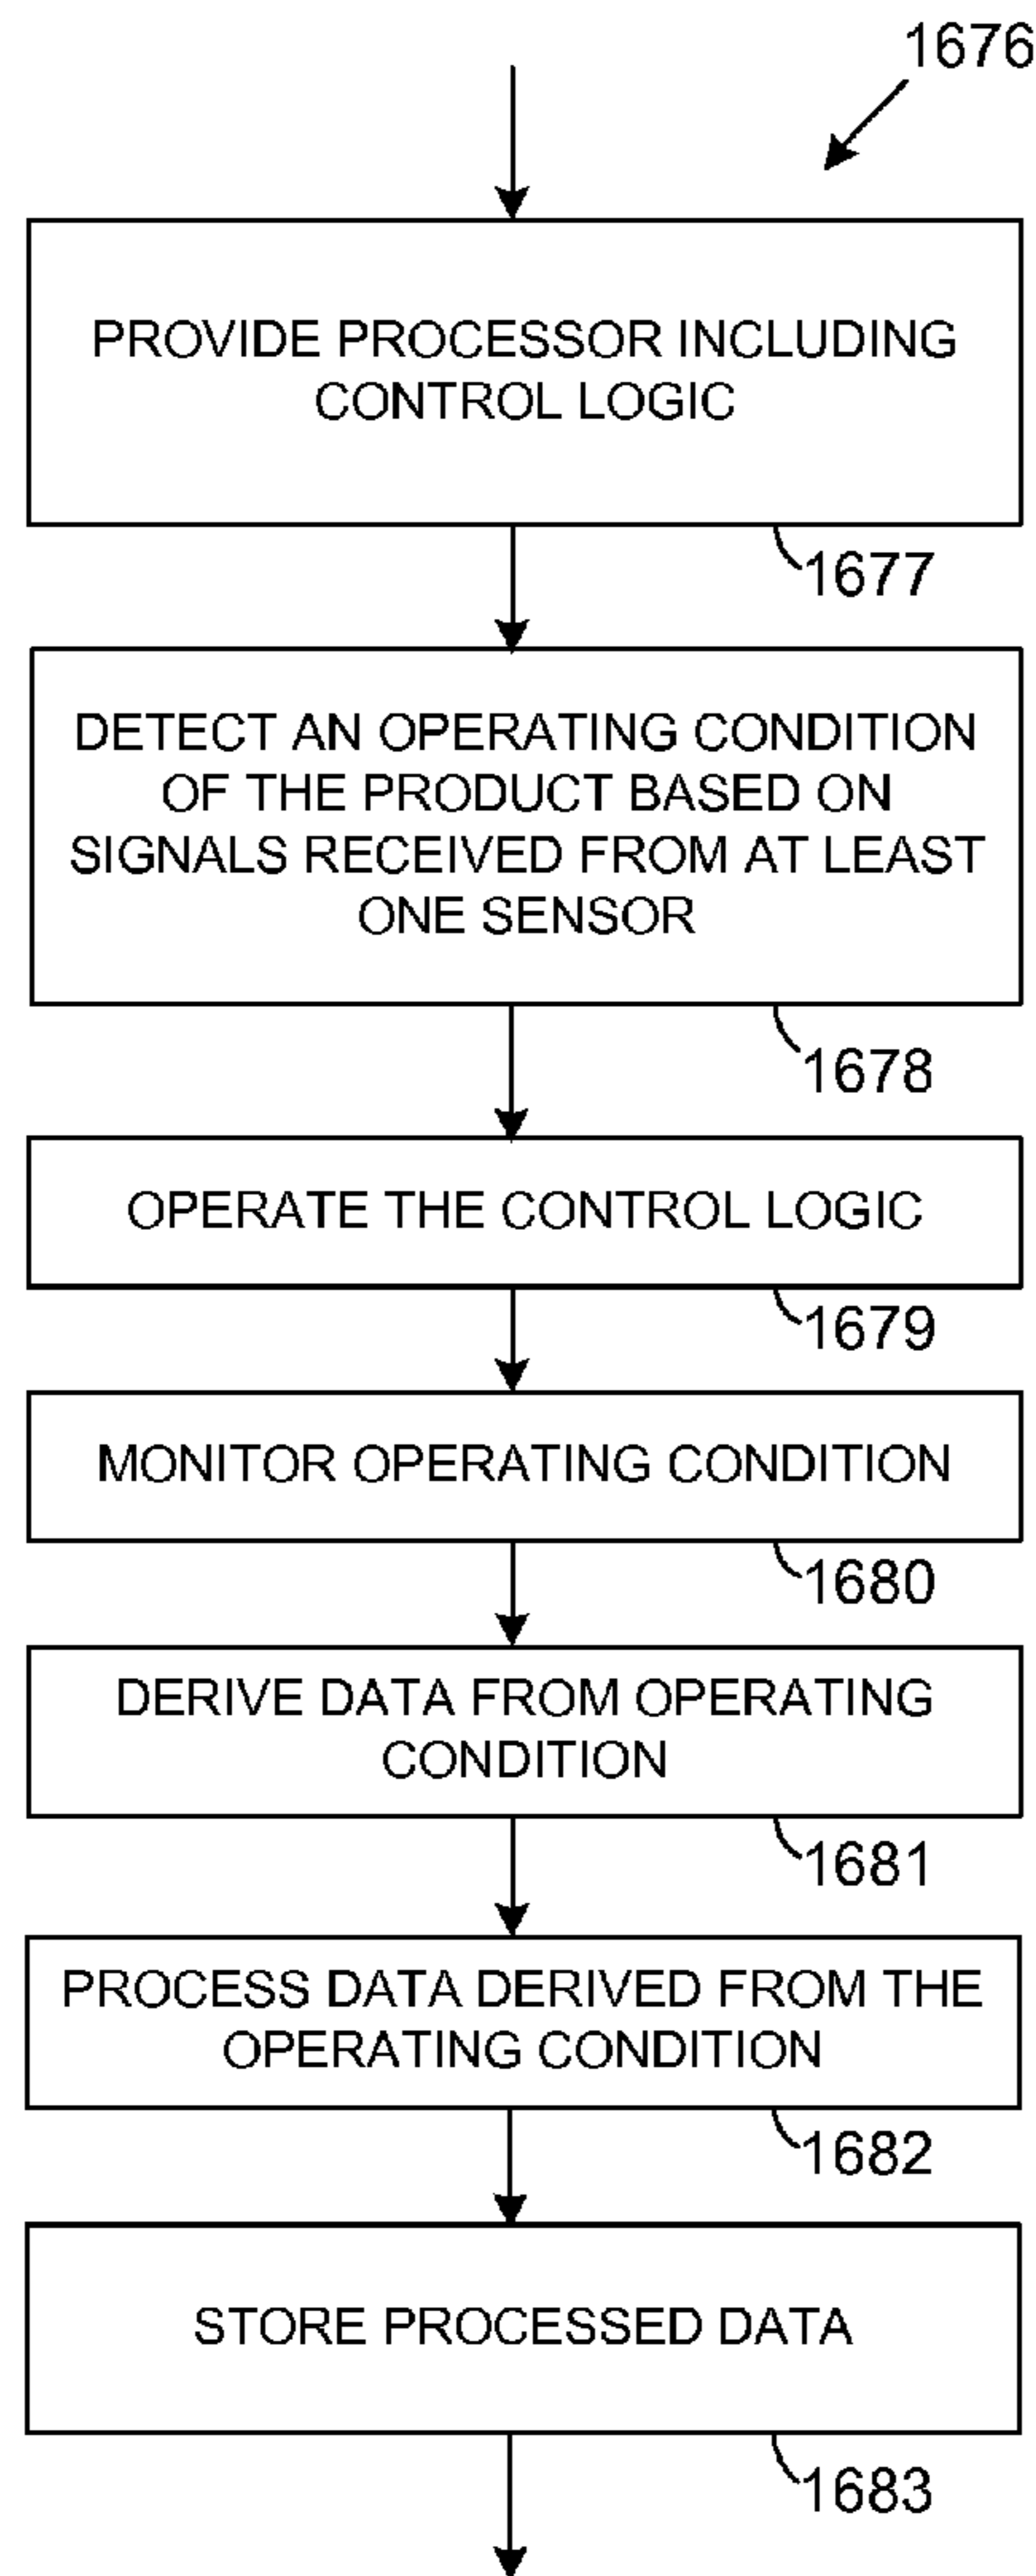 1676
PROVIDE PROCESSOR INCLUDING
CONTROL LOGIC
1677
DETECT AN OPERATING CONDITION
OF THE PRODUCT BASED ON
SIGNALS RECEIVED FROM AT LEAST
ONE SENSOR
1678
OPERATE THE CONTROL LOGIC
1679
MONITOR OPERATING CONDITION
1680
DERIVE DATA FROM OPERATING
CONDITION
1681
PROCESS DATA DERIVED FROM THE
OPERATING CONDITION
1682
STORE PROCESSED DATA
1683